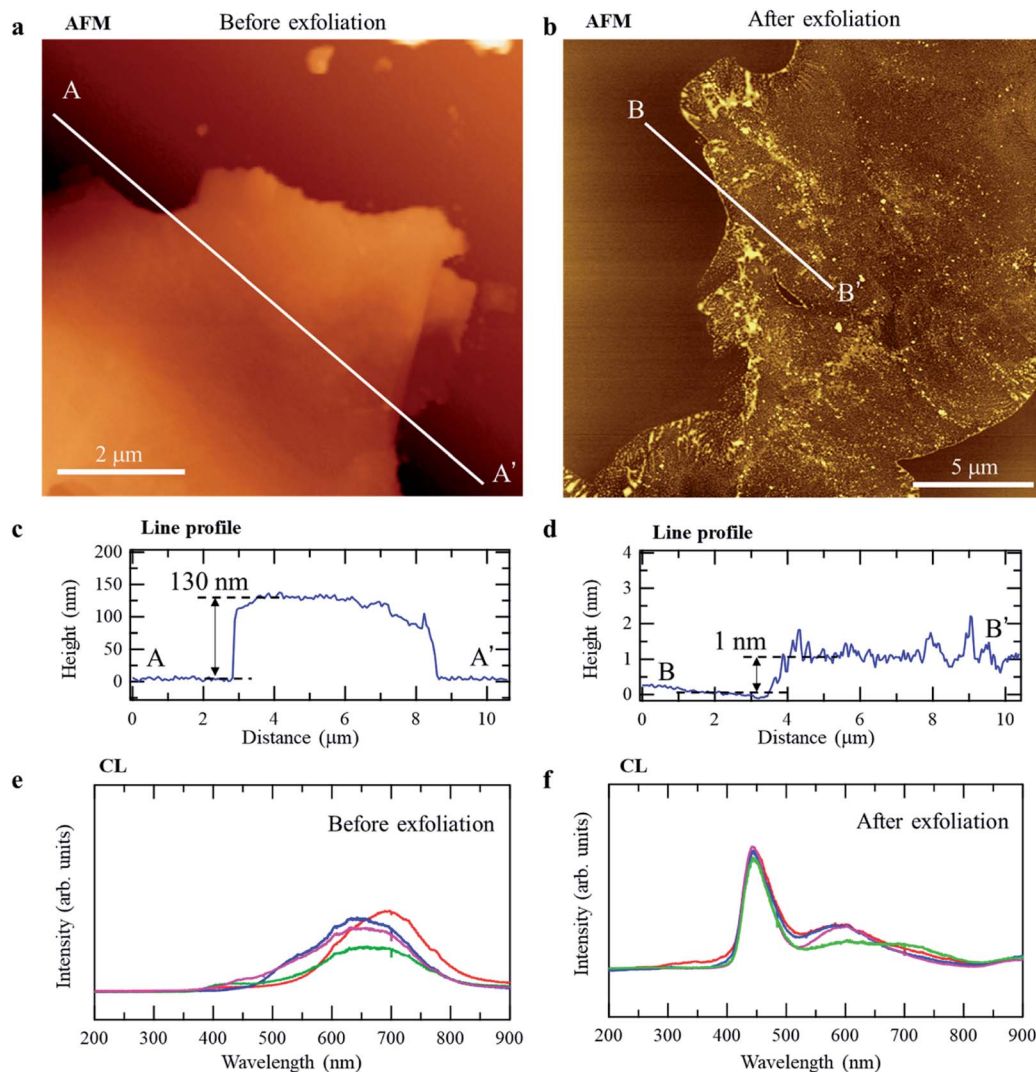 a AFM Before exfoliation
b AFM After exfoliation
A
A'
2 μm
B
B'
5 μm
c Line profile
200
150
100
50
0
Height (nm)
130 nm
A
A'
0 2 4 6 8 10
Distance (μm)
d Line profile
4
3
2
1
0
Height (nm)
1 nm
B
B'
0 2 4 6 8 10
Distance (μm)
e CL
Before exfoliation
Intensity (arb. units)
200 300 400 500 600 700 800 900
Wavelength (nm)
f CL
After exfoliation
Intensity (arb. units)
200 300 400 500 600 700 800 900
Wavelength (nm)